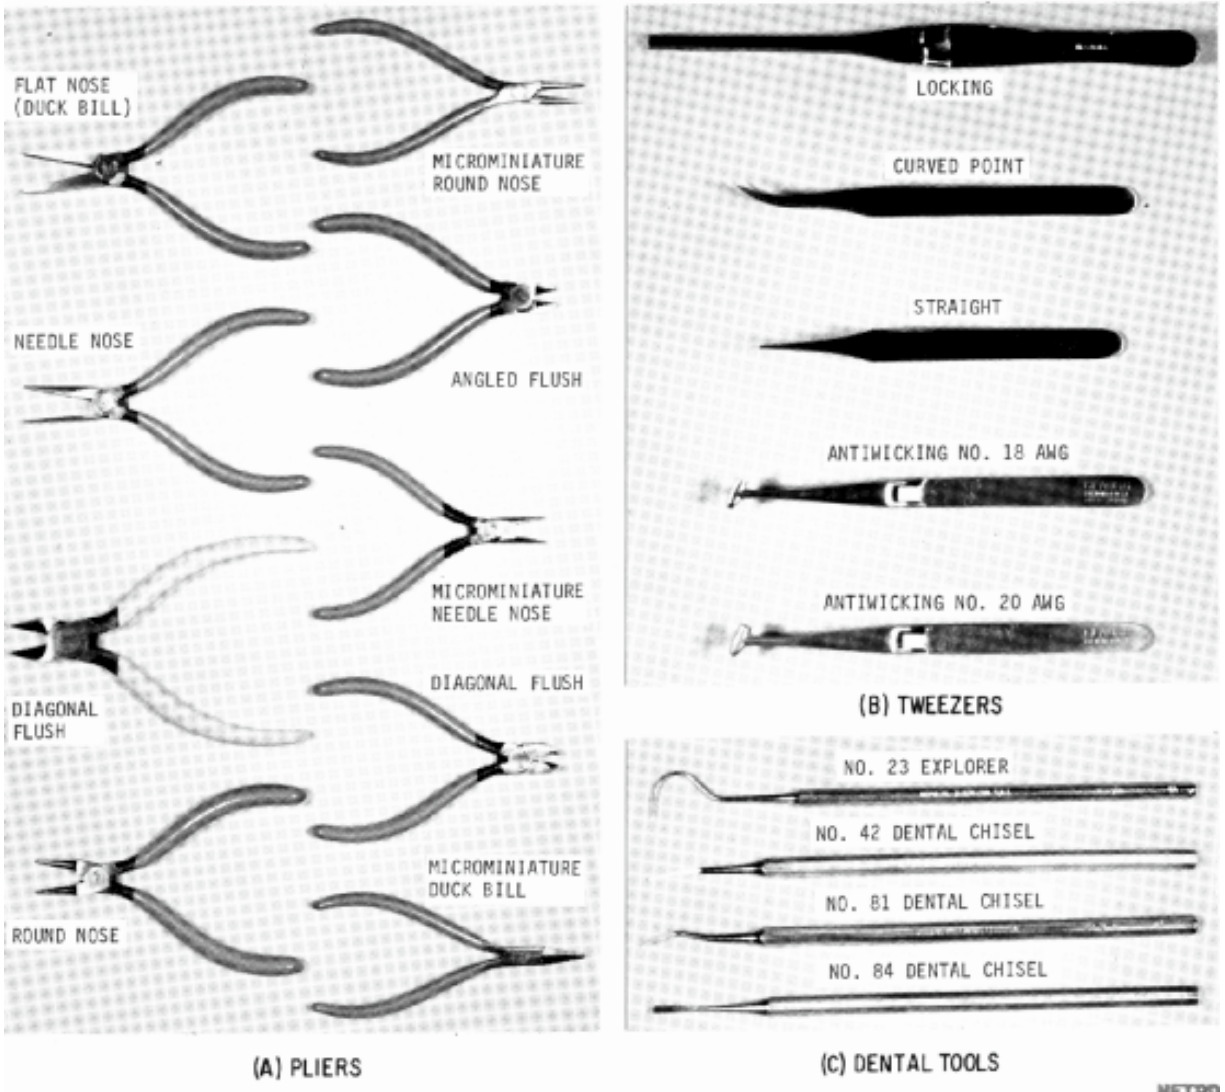 FLAT NOSE
(DUCK BILL)
MICROMINIATURE
ROUND NOSE
NEEDLE NOSE
ANGLED FLUSH
MICROMINIATURE
NEEDLE NOSE
DIAGONAL FLUSH
DIAGONAL
FLUSH
MICROMINIATURE
DUCK BILL
ROUND NOSE
(A) PLIERS
LOCKING
CURVED POINT
STRAIGHT
ANTIWICKING NO. 18 AWG
ANTIWICKING NO. 20 AWG
(B) TWEEZERS
NO. 23 EXPLORER
NO. 42 DENTAL CHISEL
NO. 81 DENTAL CHISEL
NO. 84 DENTAL CHISEL
(C) DENTAL TOOLS